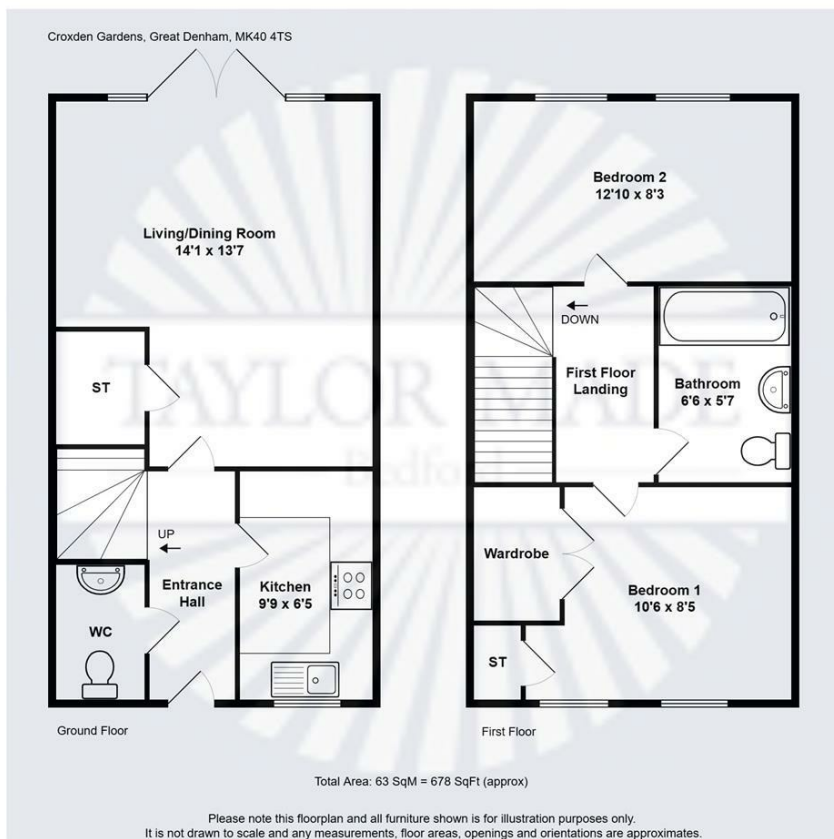 Croxden Gardens, Great Denham, MK40 4TS
Living/Dining Room
14'1 x 13'7
ST
UP
Entrance
Hall
Kitchen
9'9 x 6'5
WC
Ground Floor
Bedroom 2
12'10 x 8'3
DOWN
First Floor
Landing
Bathroom
6'6 x 5'7
Wardrobe
Bedroom 1
10'6 x 8'5
ST
First Floor
TAYLOR MADE
Bedford
Total Area: 63 SqM = 678 SqFt (approx)
Please note this floorplan and all furniture shown is for illustration purposes only.
It is not drawn to scale and any measurements, floor areas, openings and orientations are approximates.